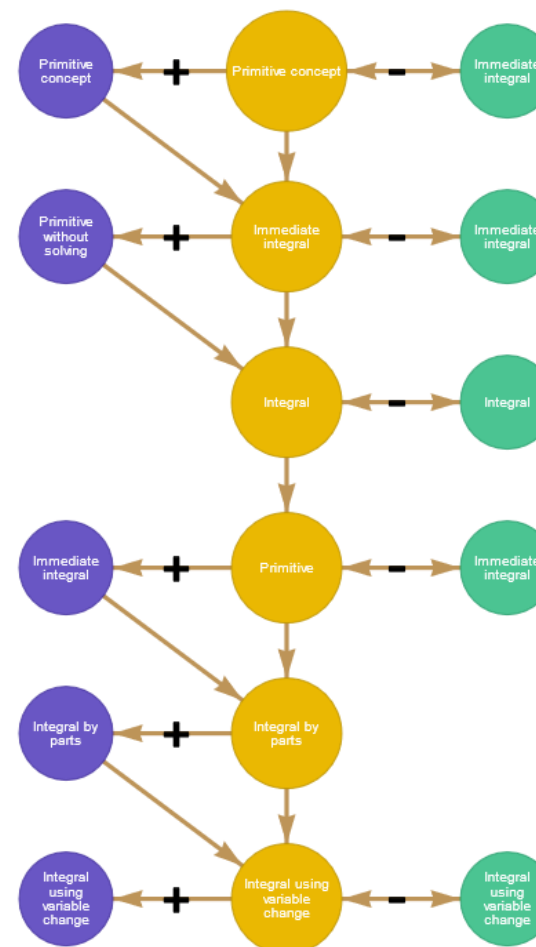 Primitive
concept
+
Primitive concept
-
Immediate
integral
Primitive
without
solving
+
Immediate
integral
-
Immediate
integral
Integral
-
Integral
Immediate
integral
+
Primitive
-
Immediate
integral
Integral by
parts
+
Integral by
parts
Integral
using
variable
change
+
Integral using
variable
change
-
Integral
using
variable
change